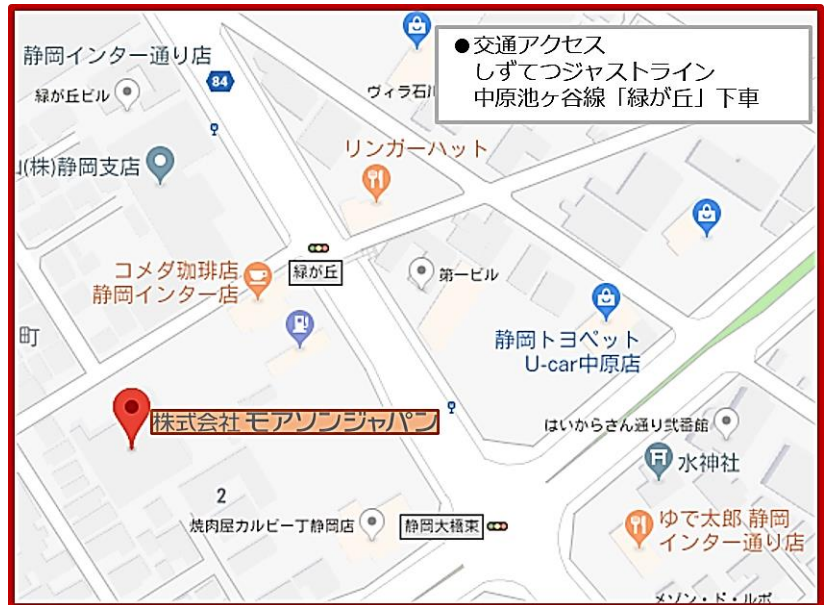 ●交通アクセス
しずてつジャストライン
中原池ケ谷線「緑が丘」下車
静岡インター通り店
84
緑が丘ビル
ヴィラ石川
リンガーハット
(株)静岡支店
コメダ珈琲店
静岡インター店
緑が丘
第一ビル
静岡トヨペット
U-car中原店
町
株式会社 モアソンジャパン
はいからさん通り弐番館
水神社
2
焼肉屋カルビ一丁静岡店
静岡大橋東
ゆで太郎 静岡
インター通り店
メゾン・ド・ルポ